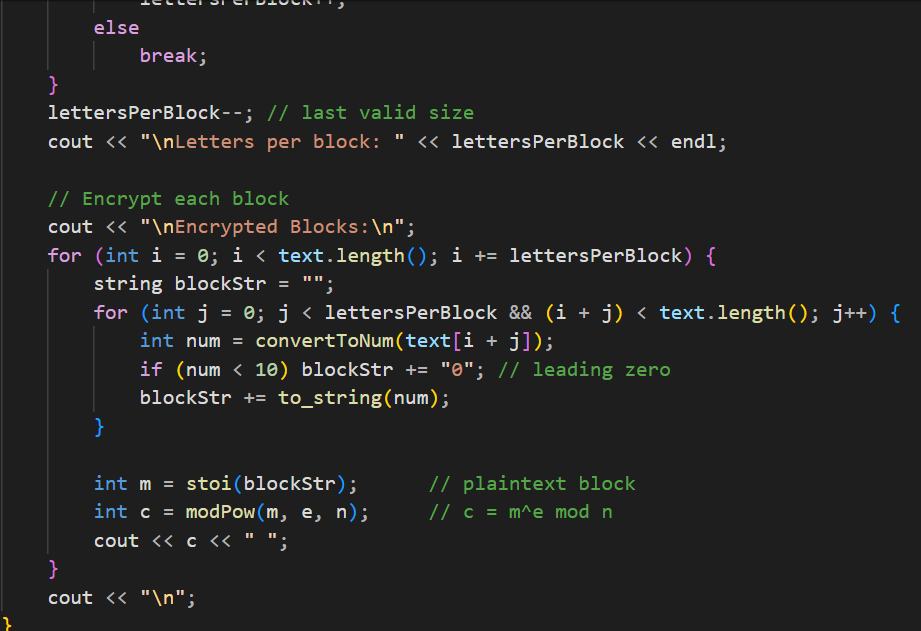 lettersPerBlock++;
else
break;
}
lettersPerBlock--; // last valid size
cout << "\nLetters per block: " << lettersPerBlock << endl;
// Encrypt each block
cout << "\nEncrypted Blocks:\n";
for (int i = 0; i < text.length(); i += lettersPerBlock) {
string blockStr = "";
for (int j = 0; j < lettersPerBlock && (i + j) < text.length(); j++) {
int num = convertToNum(text[i + j]);
if (num < 10) blockStr += "0"; // leading zero
blockStr += to_string(num);
}
int m = stoi(blockStr); // plaintext block
int c = modPow(m, e, n); // c = m^e mod n
cout << c << " ";
}
cout << "\n";
}